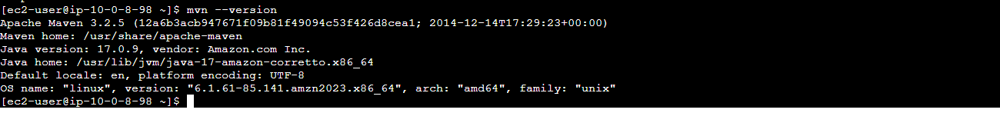 [ec2-user@ip-10-0-8-98 ~]$ mvn --version
Apache Maven 3.2.5 (12a6b3acb947671f09b81f49094c53f426d8cea1; 2014-12-14T17:29:23+00:00)
Maven home: /usr/share/apache-maven
Java version: 17.0.9, vendor: Amazon.com Inc.
Java home: /usr/lib/jvm/java-17-amazon-corretto.x86_64
Default locale: en, platform encoding: UTF-8
OS name: "linux", version: "6.1.61-85.141.amzn2023.x86_64", arch: "amd64", family: "unix"
[ec2-user@ip-10-0-8-98 ~]$